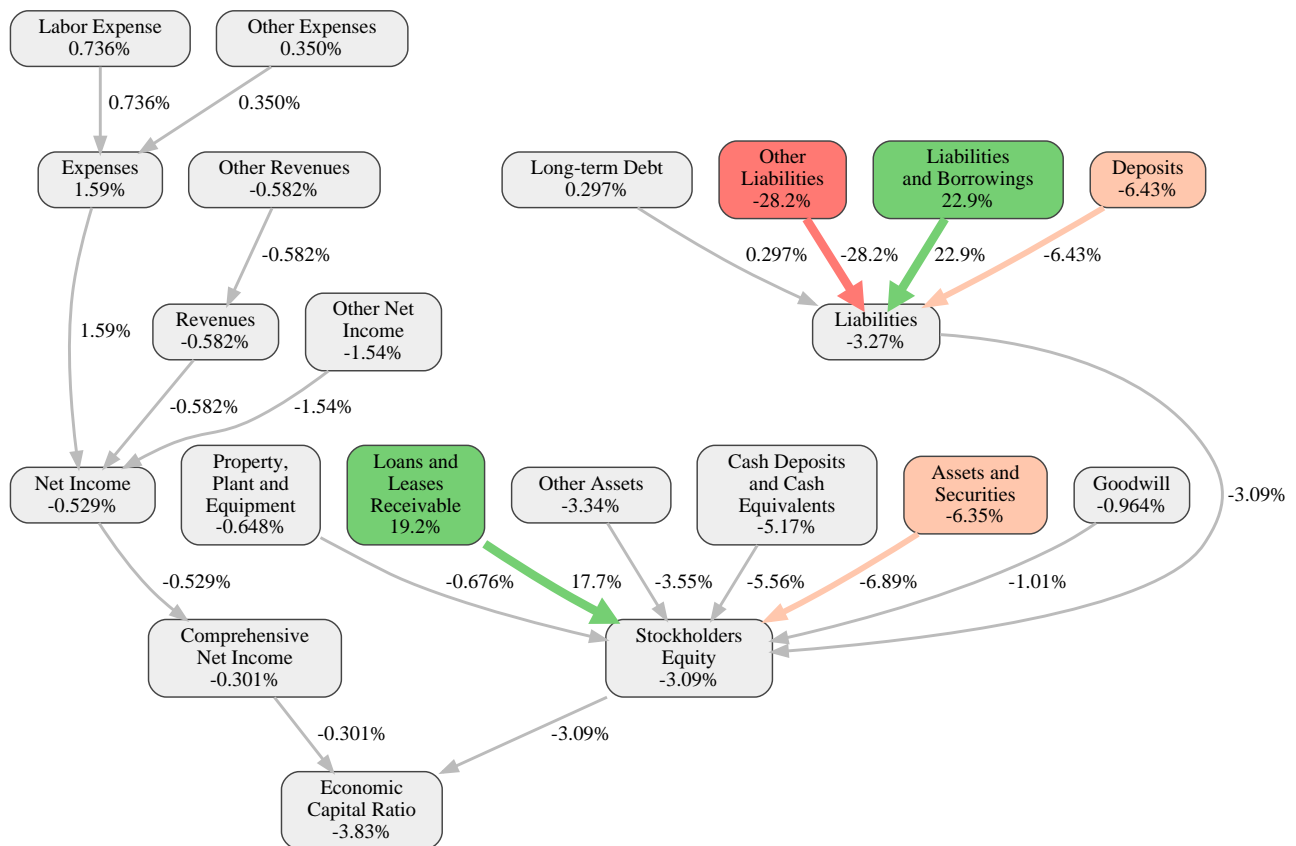 Labor Expense
0.736%
Other Expenses
0.350%
0.736%
0.350%
Expenses
1.59%
Other Revenues
-0.582%
Long-term Debt
0.297%
Other
Liabilities
-28.2%
Liabilities
and Borrowings
22.9%
Deposits
-6.43%
-0.582%
0.297%
-28.2%
22.9%
-6.43%
1.59%
Revenues
-0.582%
Other Net
Income
-1.54%
Liabilities
-3.27%
-0.582%
-1.54%
Net Income
-0.529%
Property,
Plant and
Equipment
-0.648%
Loans and
Leases
Receivable
19.2%
Other Assets
-3.34%
Cash Deposits
and Cash
Equivalents
-5.17%
Assets and
Securities
-6.35%
Goodwill
-0.964%
-3.09%
-0.529%
-0.676%
17.7%
-3.55%
-5.56%
-6.89%
-1.01%
Comprehensive
Net Income
-0.301%
Stockholders
Equity
-3.09%
-0.301%
-3.09%
Economic
Capital Ratio
-3.83%